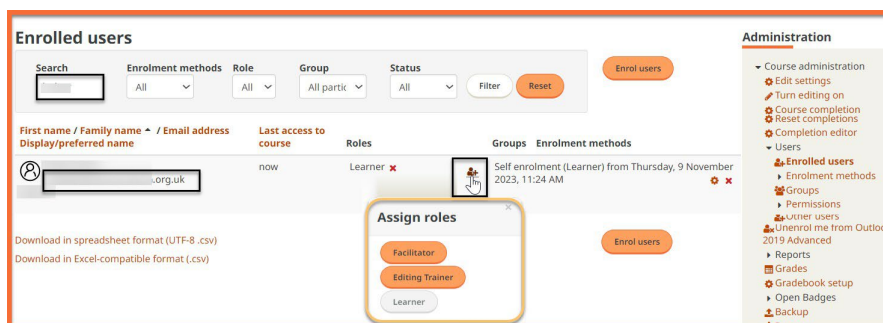 Enrolled users
Search
Enrolment methods
Role
Group
Status
All
All
All partic
All
Filter
Reset
Enrol users
First name / Family name / Email address
Display/preferred name
Last access to
course
Roles
Groups
Enrolment methods
.org.uk
now
Learner
Self enrolment (Learner) from Thursday, 9 November
2023, 11:24 AM
Assign roles
Facilitator
Editing Trainer
Learner
Download in spreadsheet format (UTF-8 .csv)
Download in Excel-compatible format (.csv)
Enrol users
Administration
Course administration
Edit settings
Turn editing on
Course completion
Reset completions
Completion editor
Users
Enrolled users
Enrolment methods
Groups
Permissions
Other users
Unenrol me from Outloo
2019 Advanced
Reports
Grades
Gradebook setup
Open Badges
Backup